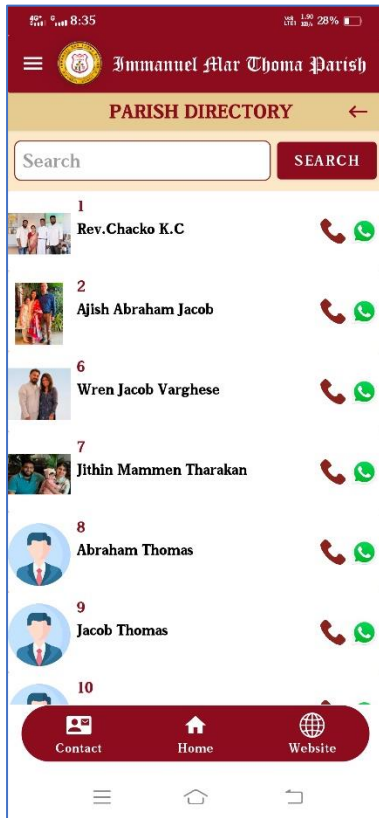 8:35
28%
Immanuel Mar Thoma Parish
PARISH DIRECTORY
Search
SEARCH
1
Rev.Chacko K.C
2
Ajish Abraham Jacob
6
Wren Jacob Varghese
7
Jithin Mammen Tharakan
8
Abraham Thomas
9
Jacob Thomas
10
Contact
Home
Website